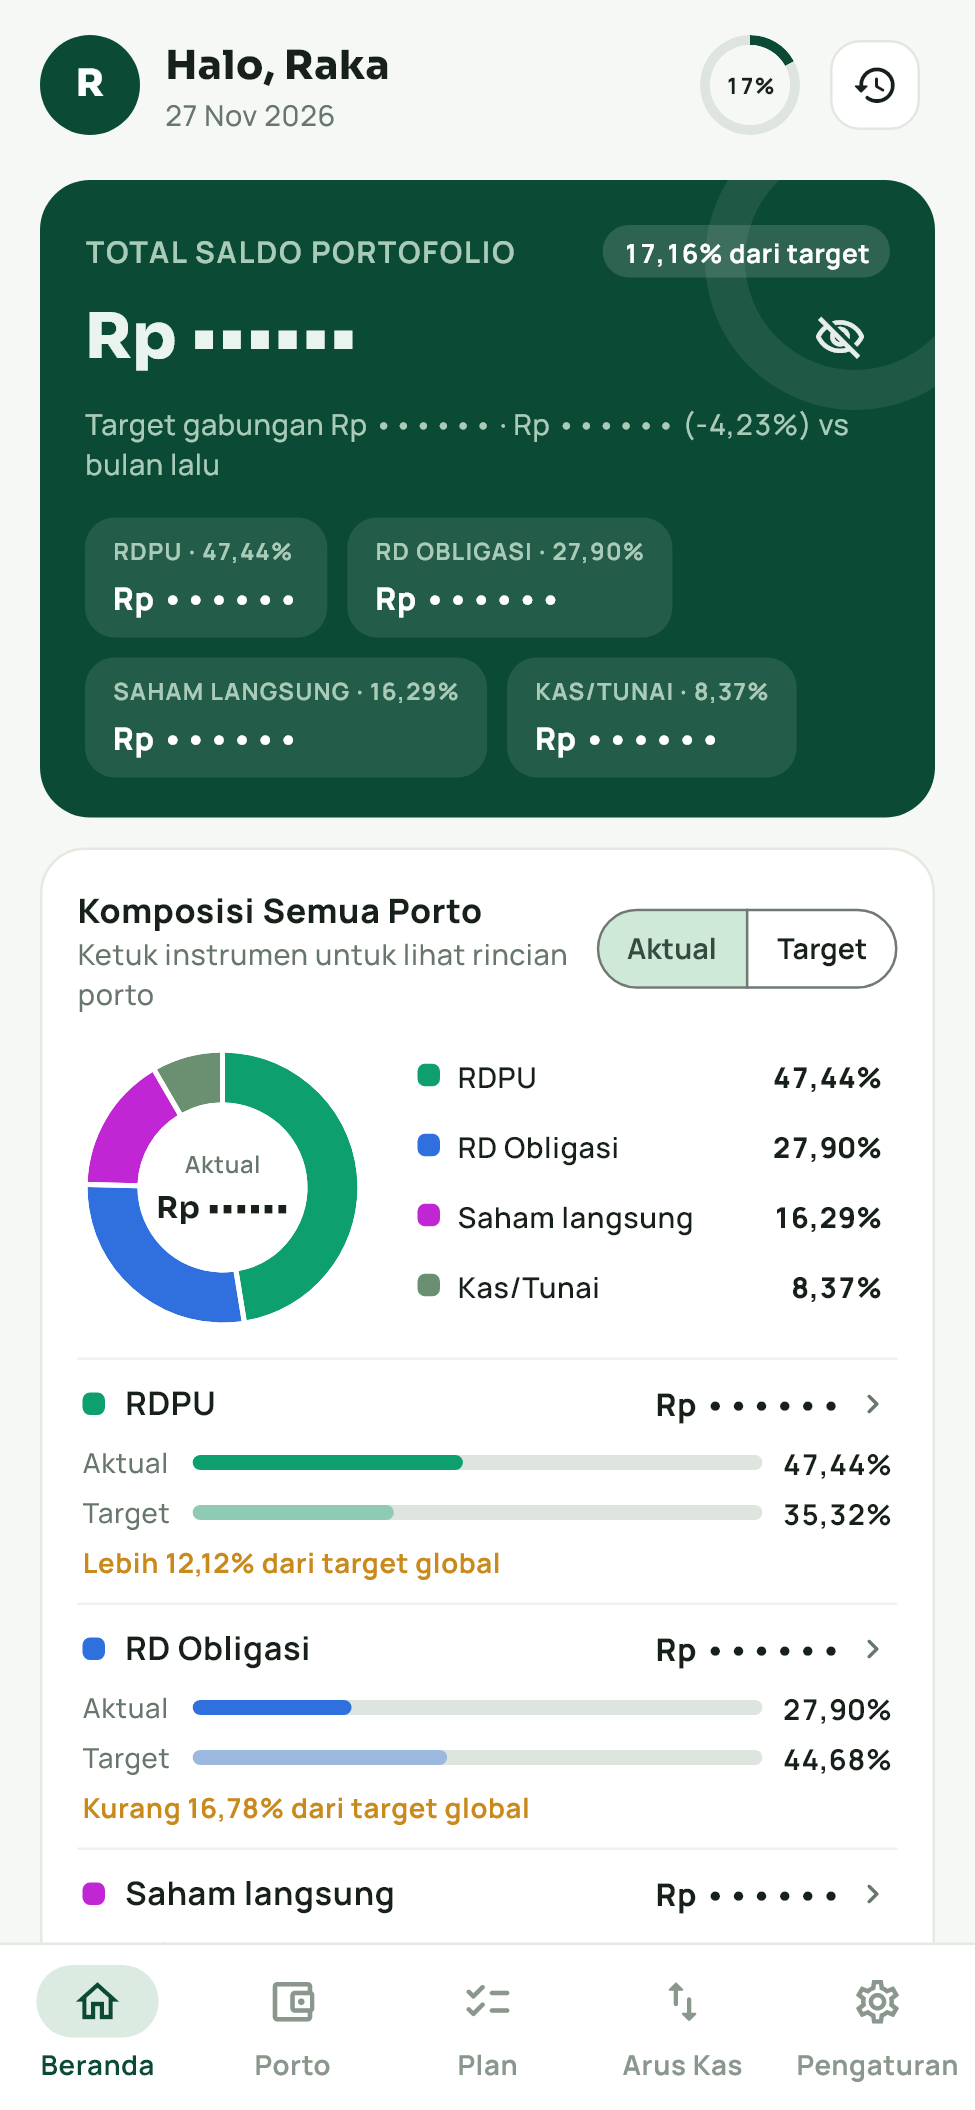 R
Halo, Raka
27 Nov 2026
17%
TOTAL SALDO PORTOFOLIO
17,16% dari target
Rp ••••••
Target gabungan Rp •••••• · Rp •••••• (-4,23%) vs
bulan lalu
RDPU · 47,44%
Rp ••••••
RD OBLIGASI · 27,90%
Rp ••••••
SAHAM LANGSUNG · 16,29%
Rp ••••••
KAS/TUNAI · 8,37%
Rp ••••••
Komposisi Semua Porto
Ketuk instrumen untuk lihat rincian
porto
Aktual
Target
Aktual
Rp ••••••
RDPU 47,44%
RD Obligasi 27,90%
Saham langsung 16,29%
Kas/Tunai 8,37%
RDPU Rp ••••••
Aktual 47,44%
Target 35,32%
Lebih 12,12% dari target global
RD Obligasi Rp ••••••
Aktual 27,90%
Target 44,68%
Kurang 16,78% dari target global
Saham langsung Rp ••••••
Beranda
Porto
Plan
Arus Kas
Pengaturan